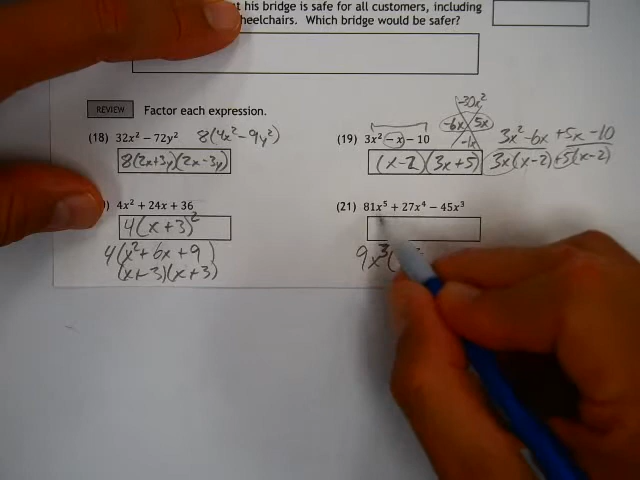 t his bridge is safe for all customers, including
heelchairs. Which bridge would be safer?
REVIEW Factor each expression.
(18) 32x² − 72y² 8(4x² − 9y²)
8(2x+3y)(2x−3y)
(19) 3x² − x − 10
-30x²
-6x 5x
-1x
3x² − 6x + 5x − 10
(x−2)(3x+5) 3x(x−2)+5(x−2)
) 4x² + 24x + 36
4(x+3)²
4(x² + 6x + 9)
(x+3)(x+3)
(21) 81x⁵ + 27x⁴ − 45x³
9x³(